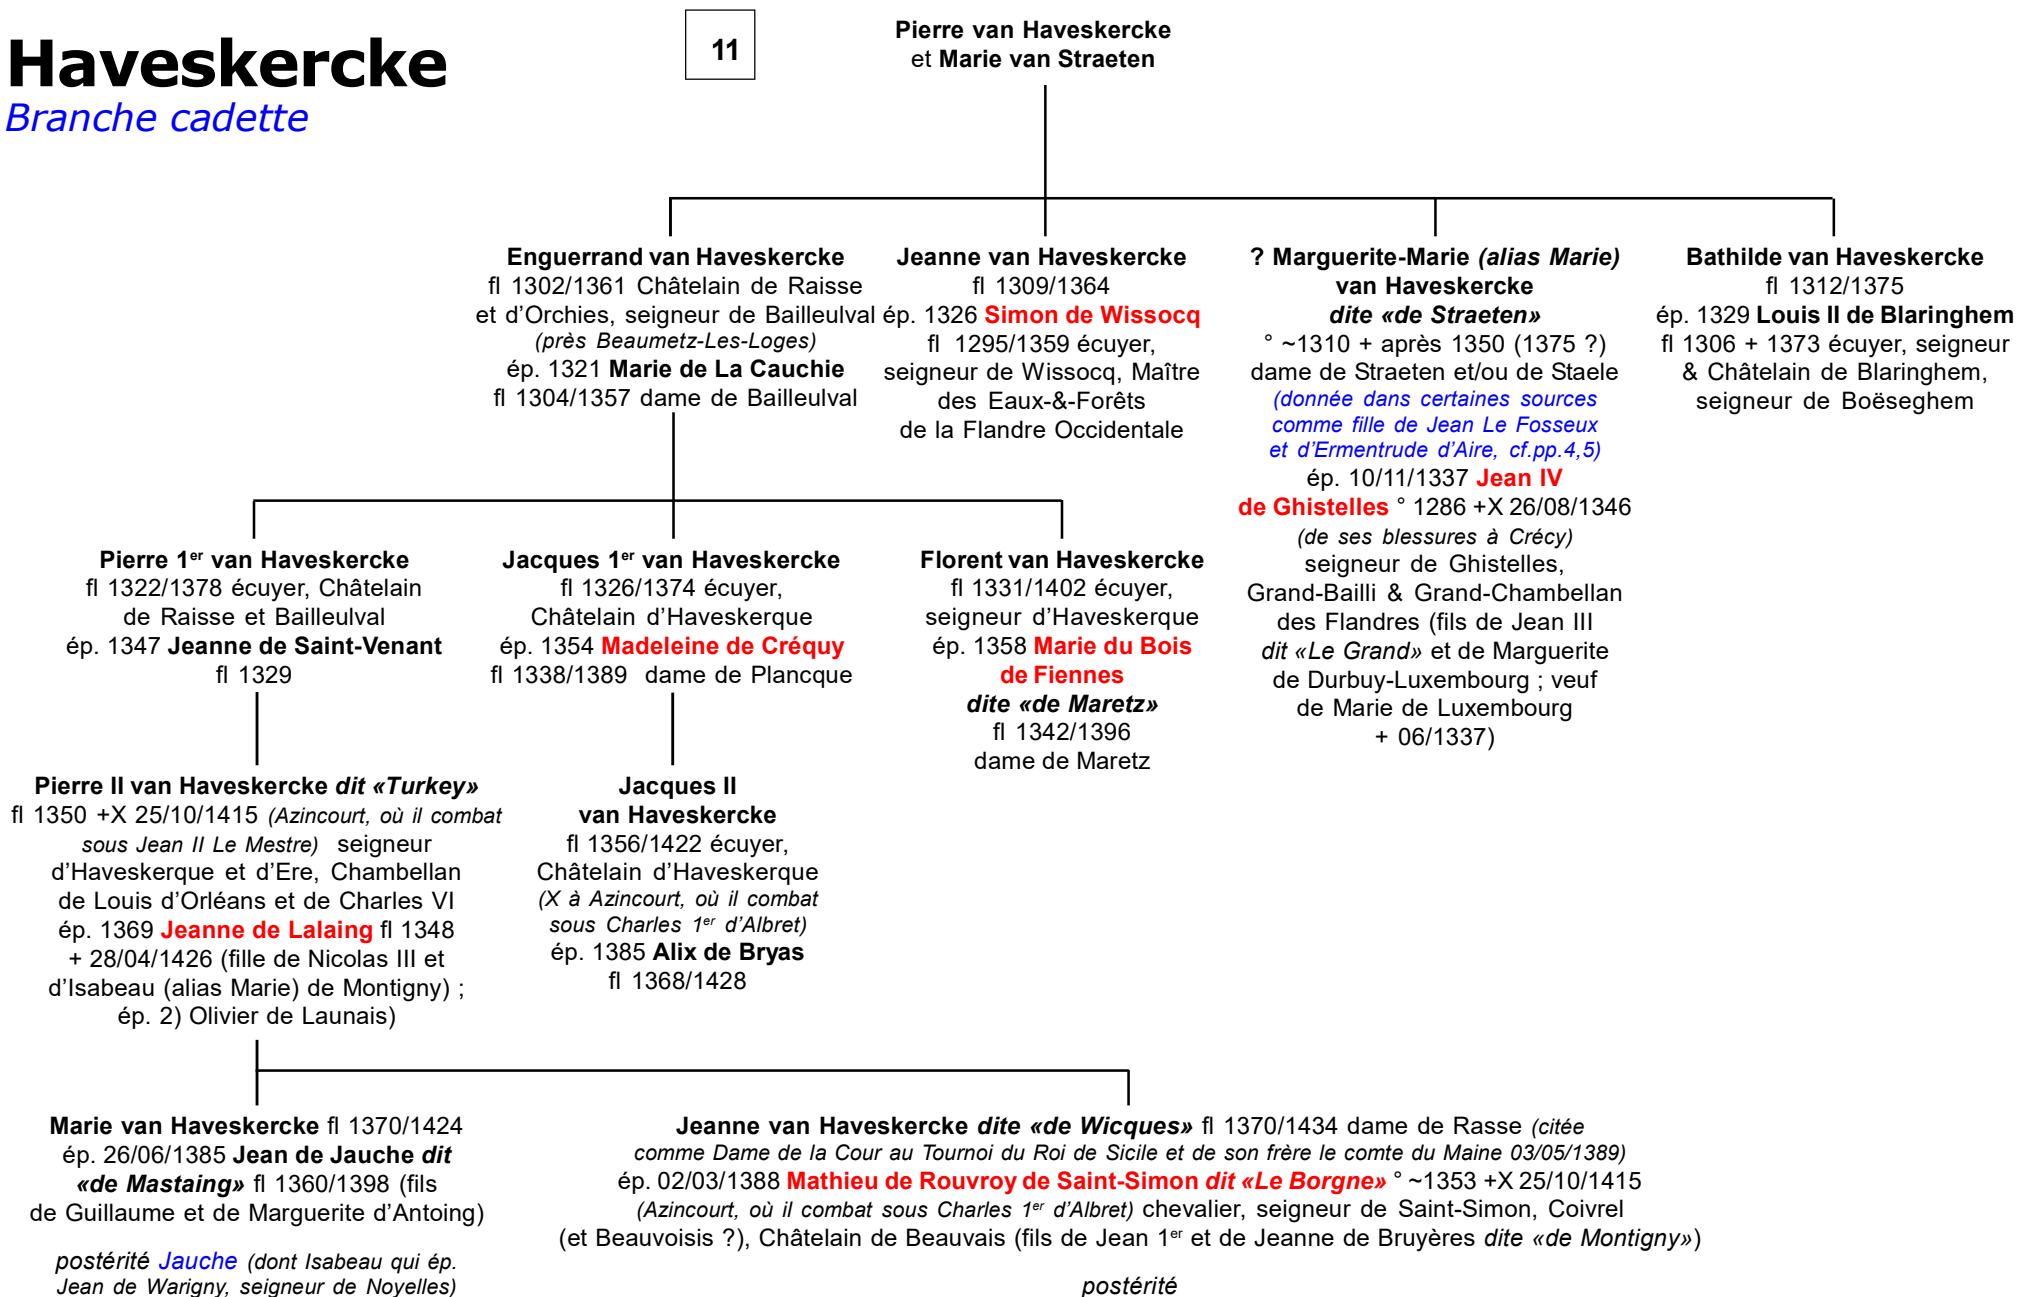 Haveskercke
Branche cadette
11
Pierre van Haveskercke
et Marie van Straeten
Enguerrand van Haveskercke
fl 1302/1361 Châtelain de Raisse
et d'Orchies, seigneur de Bailleulval
(près Beaumetz-Les-Loges)
ép. 1321 Marie de La Cauchie
fl 1304/1357 dame de Bailleulval
Jeanne van Haveskercke
fl 1309/1364
ép. 1326 Simon de Wissocq
fl 1295/1359 écuyer,
seigneur de Wissocq, Maître
des Eaux-&-Forêts
de la Flandre Occidentale
? Marguerite-Marie (alias Marie)
van Haveskercke
dite «de Straeten»
° ~1310 + après 1350 (1375 ?)
dame de Straeten et/ou de Staele
(donnée dans certaines sources
comme fille de Jean Le Fosseux
et d'Ermentrude d'Aire, cf.pp.4,5)
ép. 10/11/1337 Jean IV
de Ghistelles ° 1286 +X 26/08/1346
(de ses blessures à Crécy)
seigneur de Ghistelles,
Grand-Bailli & Grand-Chambellan
des Flandres (fils de Jean III
dit «Le Grand» et de Marguerite
de Durbuy-Luxembourg ; veuf
de Marie de Luxembourg
+ 06/1337)
Bathilde van Haveskercke
fl 1312/1375
ép. 1329 Louis II de Blaringhem
fl 1306 + 1373 écuyer, seigneur
& Châtelain de Blaringhem,
seigneur de Boëseghem
Pierre 1er van Haveskercke
fl 1322/1378 écuyer, Châtelain
de Raisse et Bailleulval
ép. 1347 Jeanne de Saint-Venant
fl 1329
Jacques 1er van Haveskercke
fl 1326/1374 écuyer,
Châtelain d'Haveskerque
ép. 1354 Madeleine de Créquy
fl 1338/1389 dame de Plancque
Florent van Haveskercke
fl 1331/1402 écuyer,
seigneur d'Haveskerque
ép. 1358 Marie du Bois
de Fiennes
dite «de Maretz»
fl 1342/1396
dame de Maretz
Pierre II van Haveskercke dit «Turkey»
fl 1350 +X 25/10/1415 (Azincourt, où il combat
sous Jean II Le Mestre) seigneur
d'Haveskerque et d'Ere, Chambellan
de Louis d'Orléans et de Charles VI
ép. 1369 Jeanne de Lalaing fl 1348
+ 28/04/1426 (fille de Nicolas III et
d'Isabeau (alias Marie) de Montigny) ;
ép. 2) Olivier de Launais)
Jacques II
van Haveskercke
fl 1356/1422 écuyer,
Châtelain d'Haveskerque
(X à Azincourt, où il combat
sous Charles 1er d'Albret)
ép. 1385 Alix de Bryas
fl 1368/1428
Marie van Haveskercke fl 1370/1424
ép. 26/06/1385 Jean de Jauche dit
«de Mastaing» fl 1360/1398 (fils
de Guillaume et de Marguerite d'Antoing)
postérité Jauche (dont Isabeau qui ép.
Jean de Warigny, seigneur de Noyelles)
Jeanne van Haveskercke dite «de Wicques» fl 1370/1434 dame de Rasse (citée
comme Dame de la Cour au Tournoi du Roi de Sicile et de son frère le comte du Maine 03/05/1389)
ép. 02/03/1388 Mathieu de Rouvroy de Saint-Simon dit «Le Borgne» ° ~1353 +X 25/10/1415
(Azincourt, où il combat sous Charles 1er d'Albret) chevalier, seigneur de Saint-Simon, Coivrel
(et Beauvoisis ?), Châtelain de Beauvais (fils de Jean 1er et de Jeanne de Bruyères dite «de Montigny»)
postérité